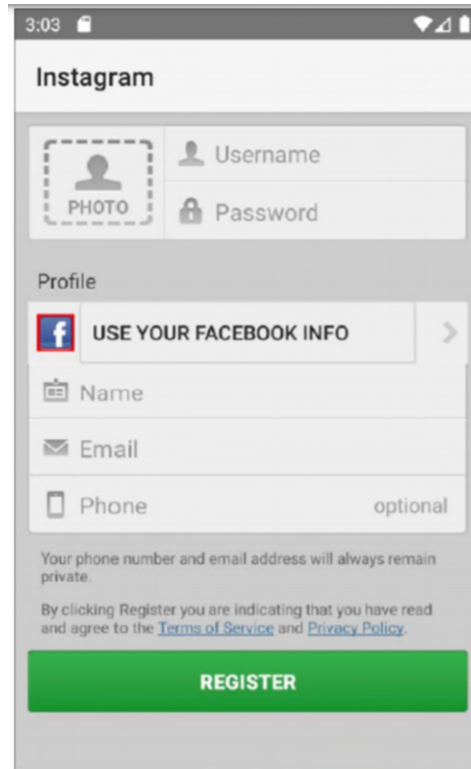 3:03
Instagram
Username
PHOTO
Password
Profile
f USE YOUR FACEBOOK INFO
Name
Email
Phone optional
Your phone number and email address will always remain
private.
By clicking Register you are indicating that you have read
and agree to the Terms of Service and Privacy Policy.
REGISTER